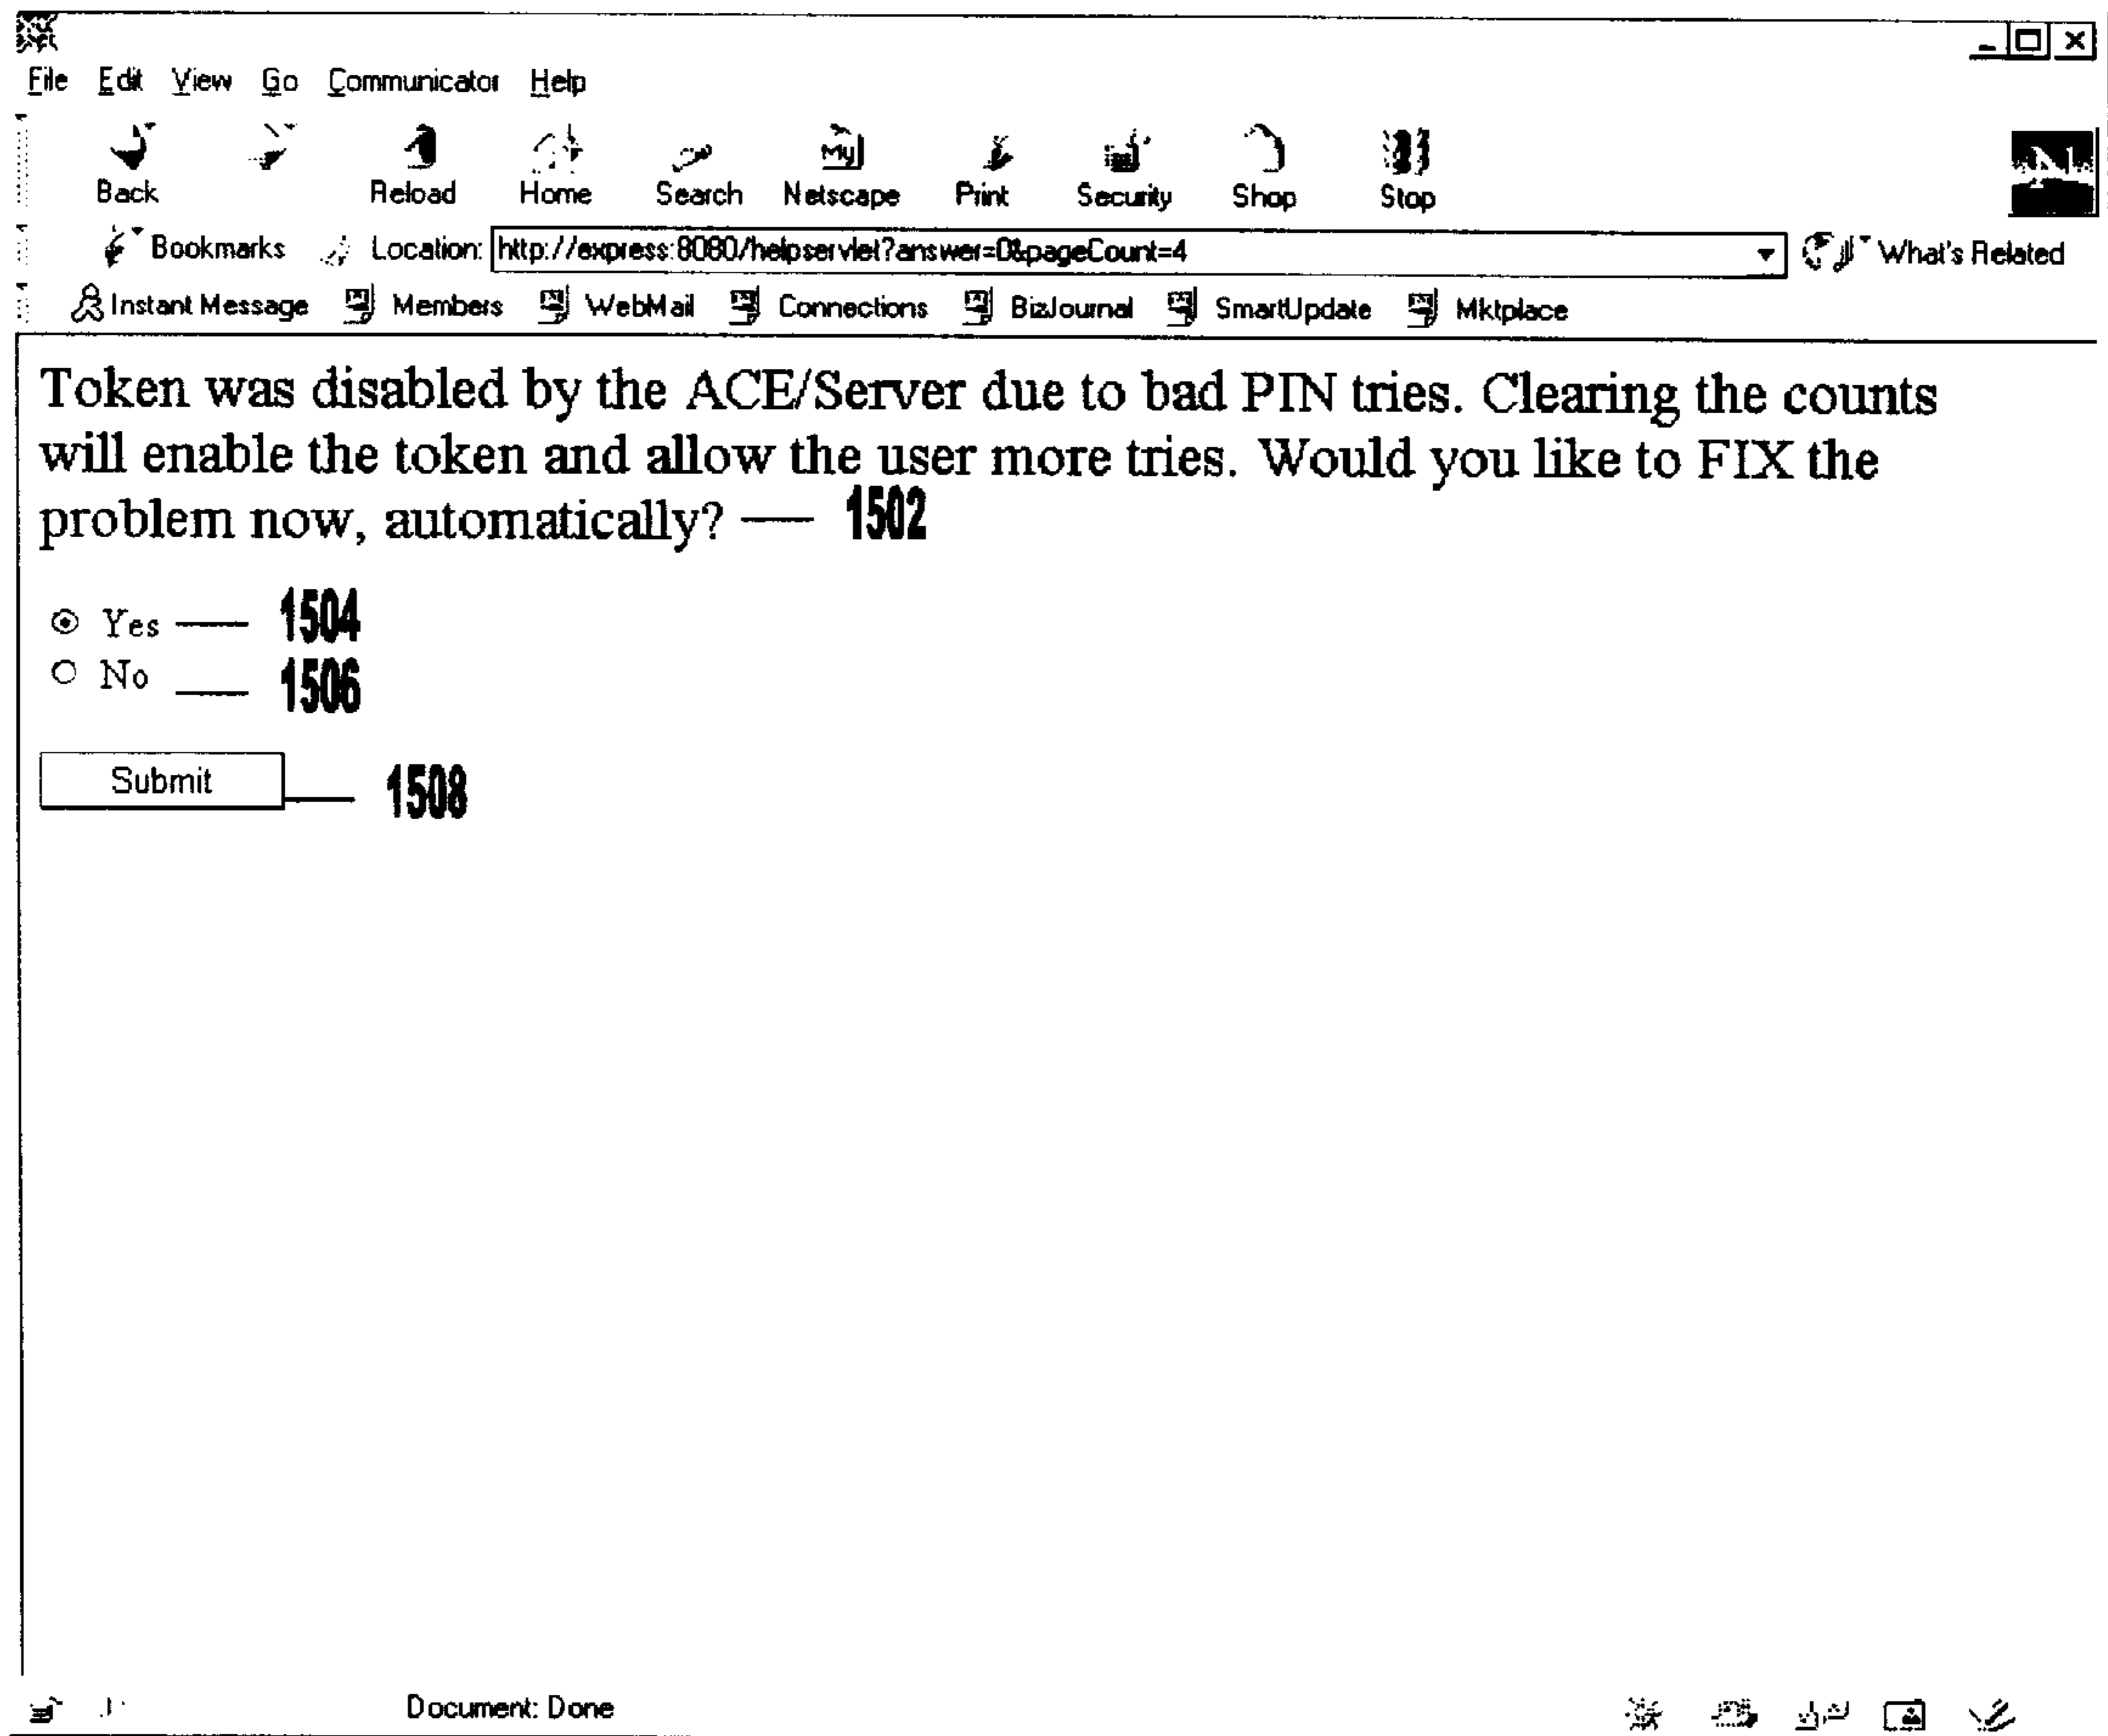 File Edit View Go Communicator Help
My
N
Back Reload Home Search Netscape Print Security Shop Stop
Bookmarks Location: http://express:8080/helpservlet?answer=0&pageCount=4 What's Related
Instant Message Members WebMail Connections BizJournal SmartUpdate Mktplace
Token was disabled by the ACE/Server due to bad PIN tries. Clearing the counts
will enable the token and allow the user more tries. Would you like to FIX the
problem now, automatically? — 1502
Yes — 1504
No — 1506
Submit — 1508
Document: Done